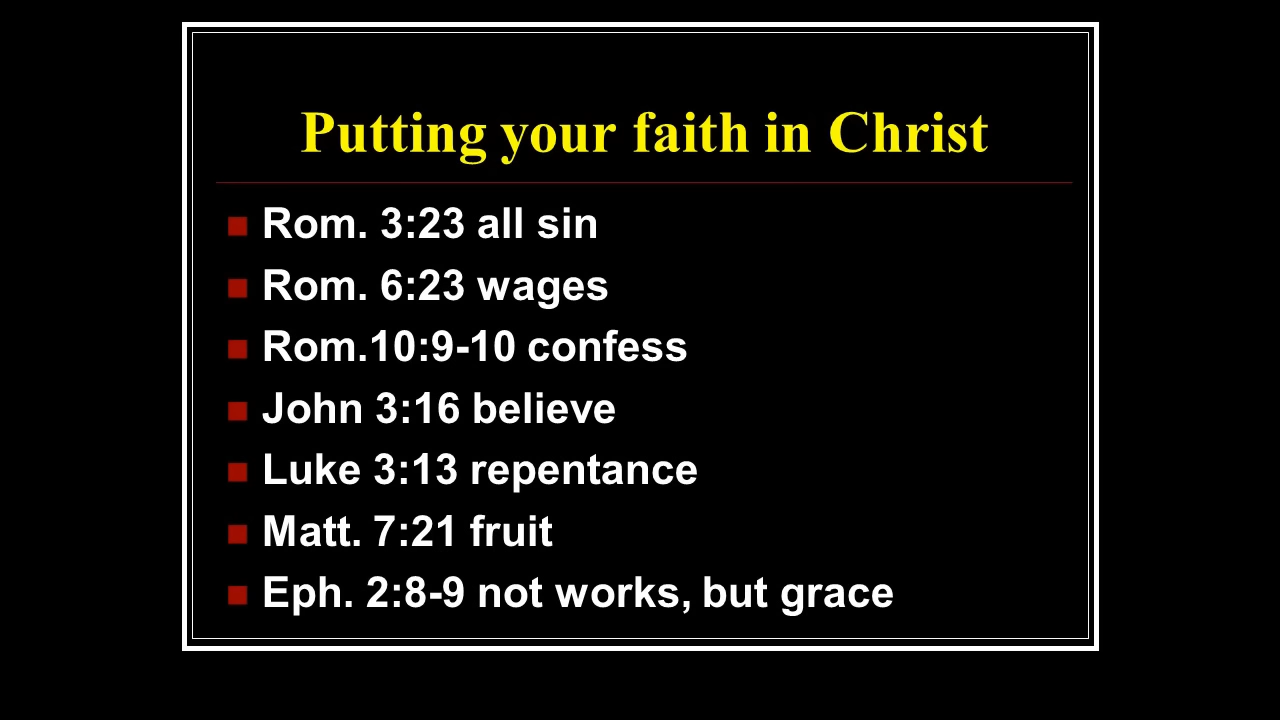 Putting your faith in Christ
Rom. 3:23 all sin
Rom. 6:23 wages
Rom.10:9-10 confess
John 3:16 believe
Luke 3:13 repentance
Matt. 7:21 fruit
Eph. 2:8-9 not works, but grace